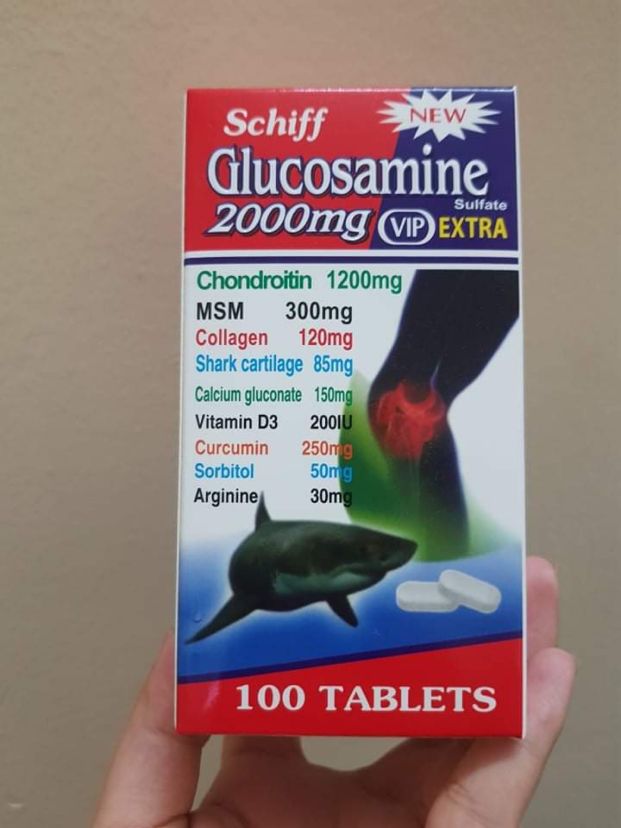 Schiff
NEW
Glucosamine
Sulfate
2000mg VIP EXTRA
Chondroitin 1200mg
MSM 300mg
Collagen 120mg
Shark cartilage 85mg
Calcium gluconate 150mg
Vitamin D3 200IU
Curcumin 250mg
Sorbitol 50mg
Arginine 30mg
100 TABLETS